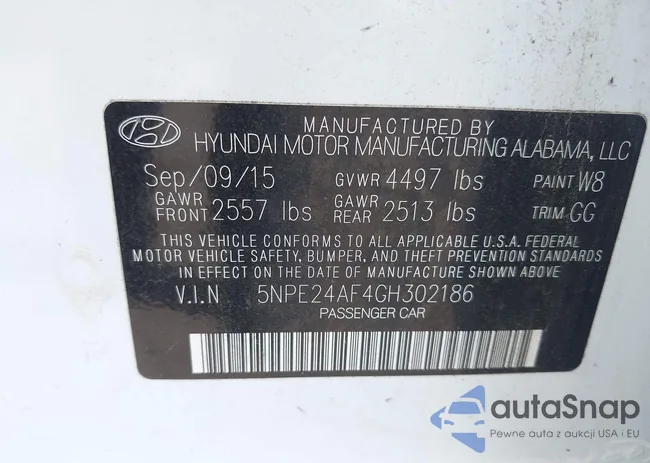 MANUFACTURED BY
HYUNDAI MOTOR MANUFACTURING ALABAMA, LLC
Sep/09/15 GVWR 4497 lbs PAINT W8
GAWR FRONT 2557 lbs GAWR REAR 2513 lbs TRIM GG
THIS VEHICLE CONFORMS TO ALL APPLICABLE U.S.A. FEDERAL
MOTOR VEHICLE SAFETY, BUMPER, AND THEFT PREVENTION STANDARDS
IN EFFECT ON THE DATE OF MANUFACTURE SHOWN ABOVE
V.I.N 5NPE24AF4GH302186
PASSENGER CAR
autoSnap
Pewne auta z aukcji USA i EU